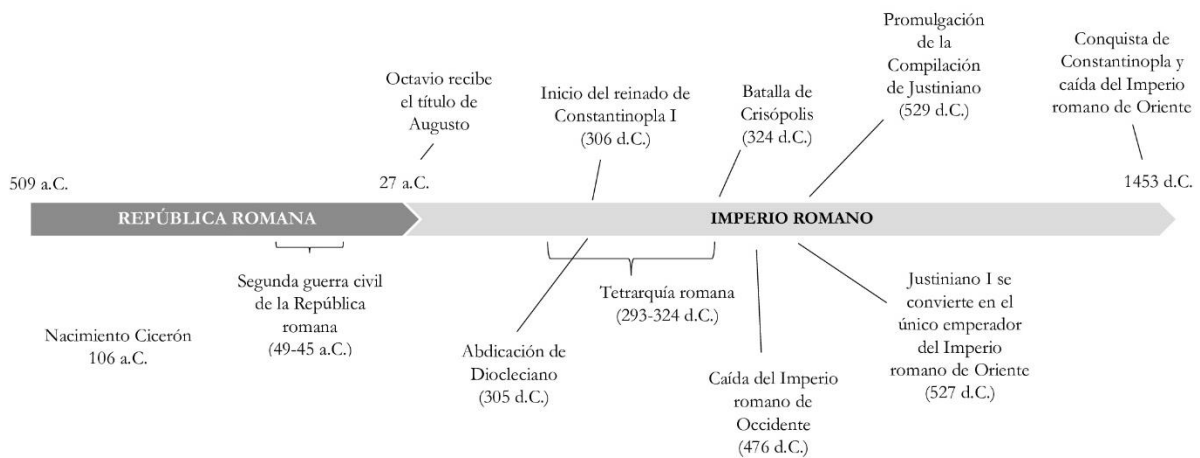 Promulgación
de la
Compilación
de Justiniano
(529 d.C.)
Conquista de
Constantinopla y
caída del Imperio
romano de Oriente
Octavio recibe
el título de
Augusto
Inicio del reinado de
Constantinopla I
(306 d.C.)
Batalla de
Crisópolis
(324 d.C.)
509 a.C.
27 a.C.
1453 d.C.
REPÚBLICA ROMANA
IMPERIO ROMANO
Segunda guerra civil
de la República
romana
(49-45 a.C.)
Nacimiento Cicerón
106 a.C.
Tetrarquía romana
(293-324 d.C.)
Abdicación de
Diocleciano
(305 d.C.)
Caída del Imperio
romano de
Occidente
(476 d.C.)
Justiniano I se
convierte en el
único emperador
del Imperio
romano de Oriente
(527 d.C.)